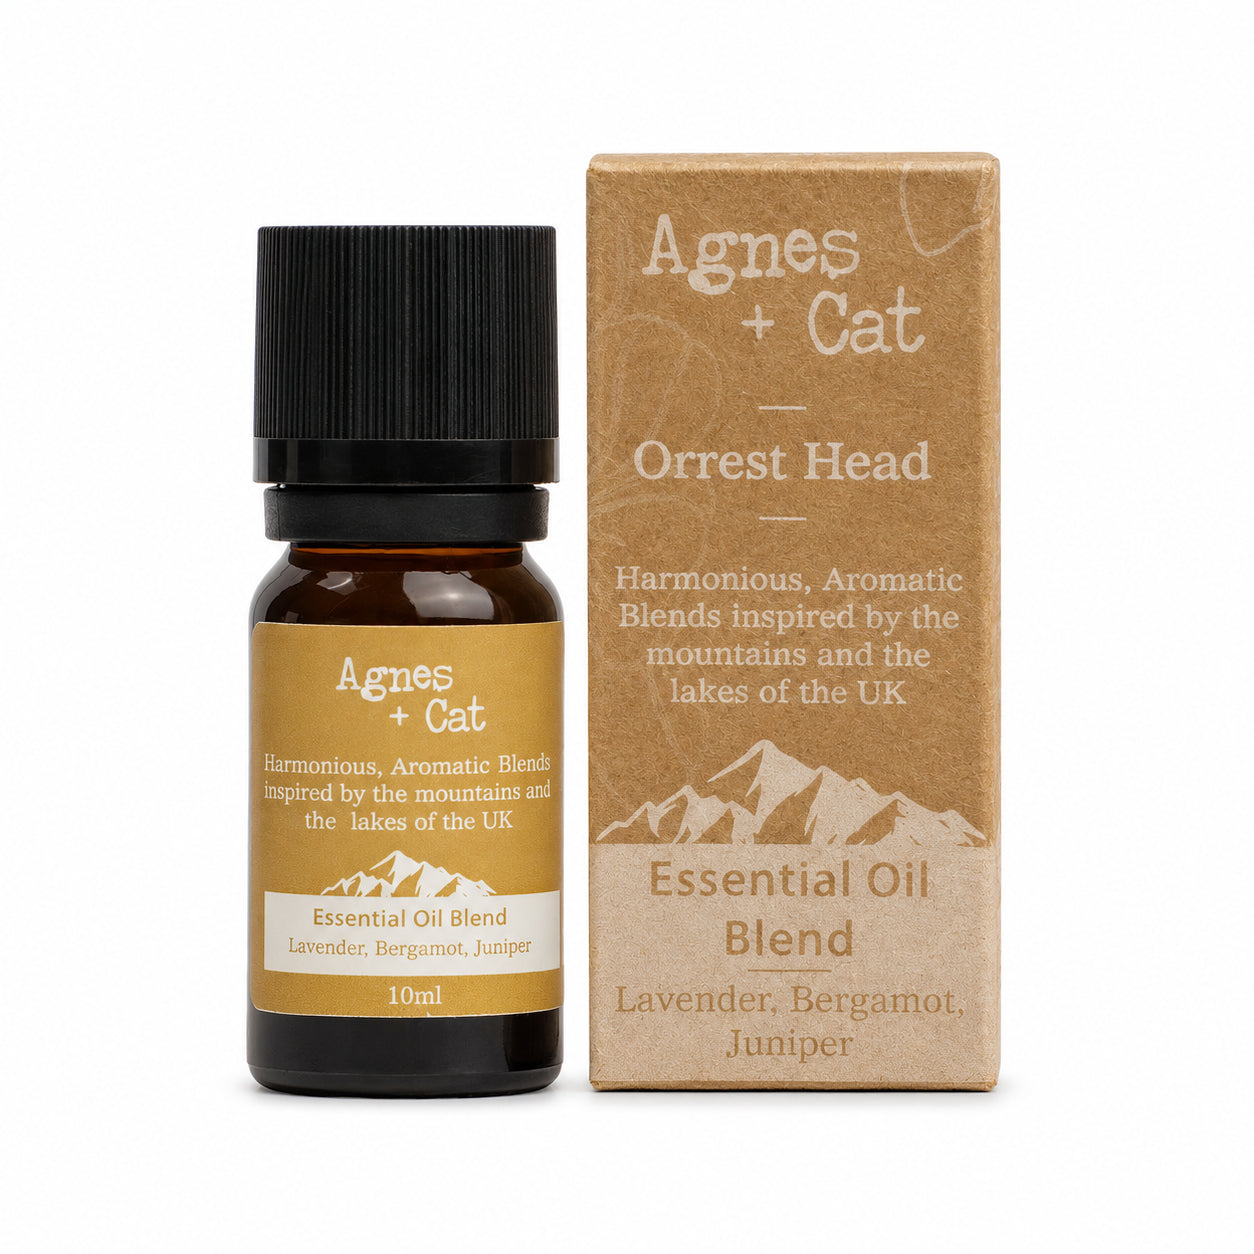 Agnes
+ Cat
Harmonious, Aromatic Blends
inspired by the mountains and
the lakes of the UK
Essential Oil Blend
Lavender, Bergamot, Juniper
10ml
Agnes
+ Cat
Orrest Head
Harmonious, Aromatic
Blends inspired by the
mountains and the
lakes of the UK
Essential Oil
Blend
Lavender, Bergamot,
Juniper